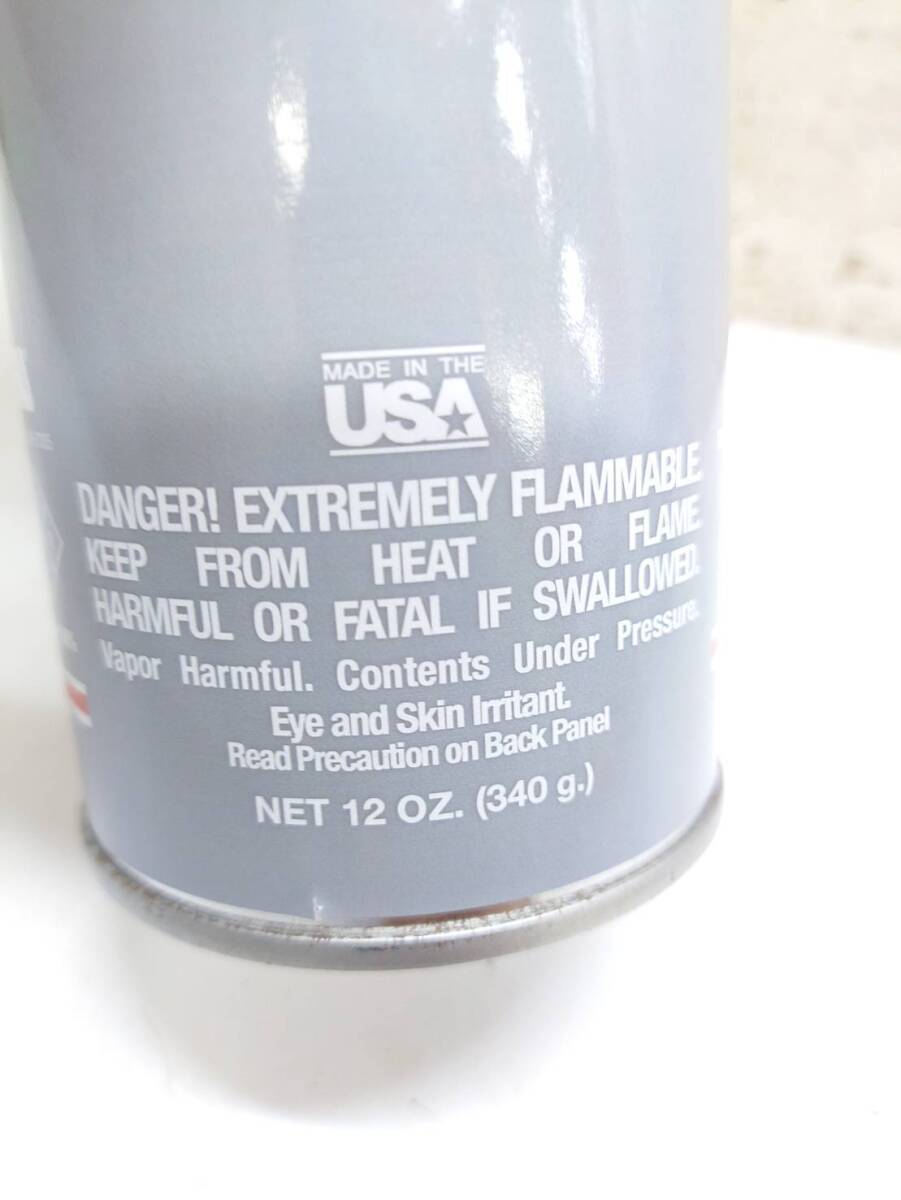 MADE IN THE
USA
DANGER! EXTREMELY FLAMMABLE.
KEEP FROM HEAT OR FLAME.
HARMFUL OR FATAL IF SWALLOWED.
Vapor Harmful. Contents Under Pressure.
Eye and Skin Irritant.
Read Precaution on Back Panel
NET 12 OZ. (340 g.)